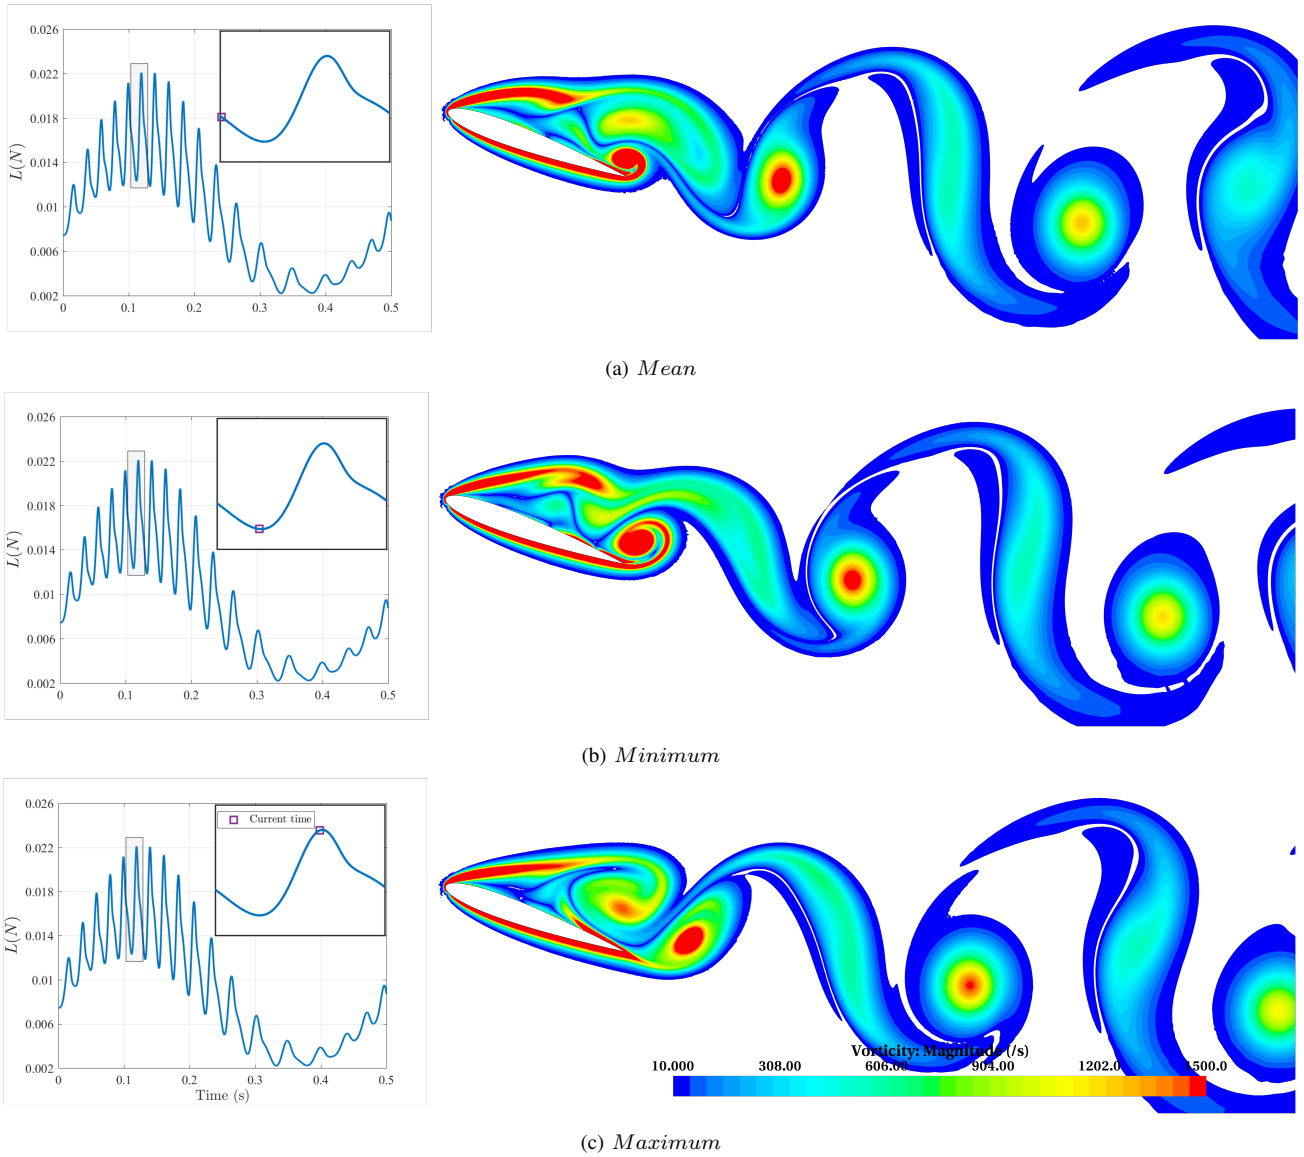 0.026
0.022
0.018
0.014
0.01
0.006
0.002
L(N)
0 0.1 0.2 0.3 0.4 0.5
(a) Mean
0.026
0.022
0.018
0.014
0.01
0.006
0.002
L(N)
0 0.1 0.2 0.3 0.4 0.5
(b) Minimum
0.026
0.022
0.018
0.014
0.01
0.006
0.002
L(N)
Current time
0 0.1 0.2 0.3 0.4 0.5
Time (s)
Vorticity: Magnitude (/s)
10.000 308.00 606.00 904.00 1202.0 1500.0
(c) Maximum